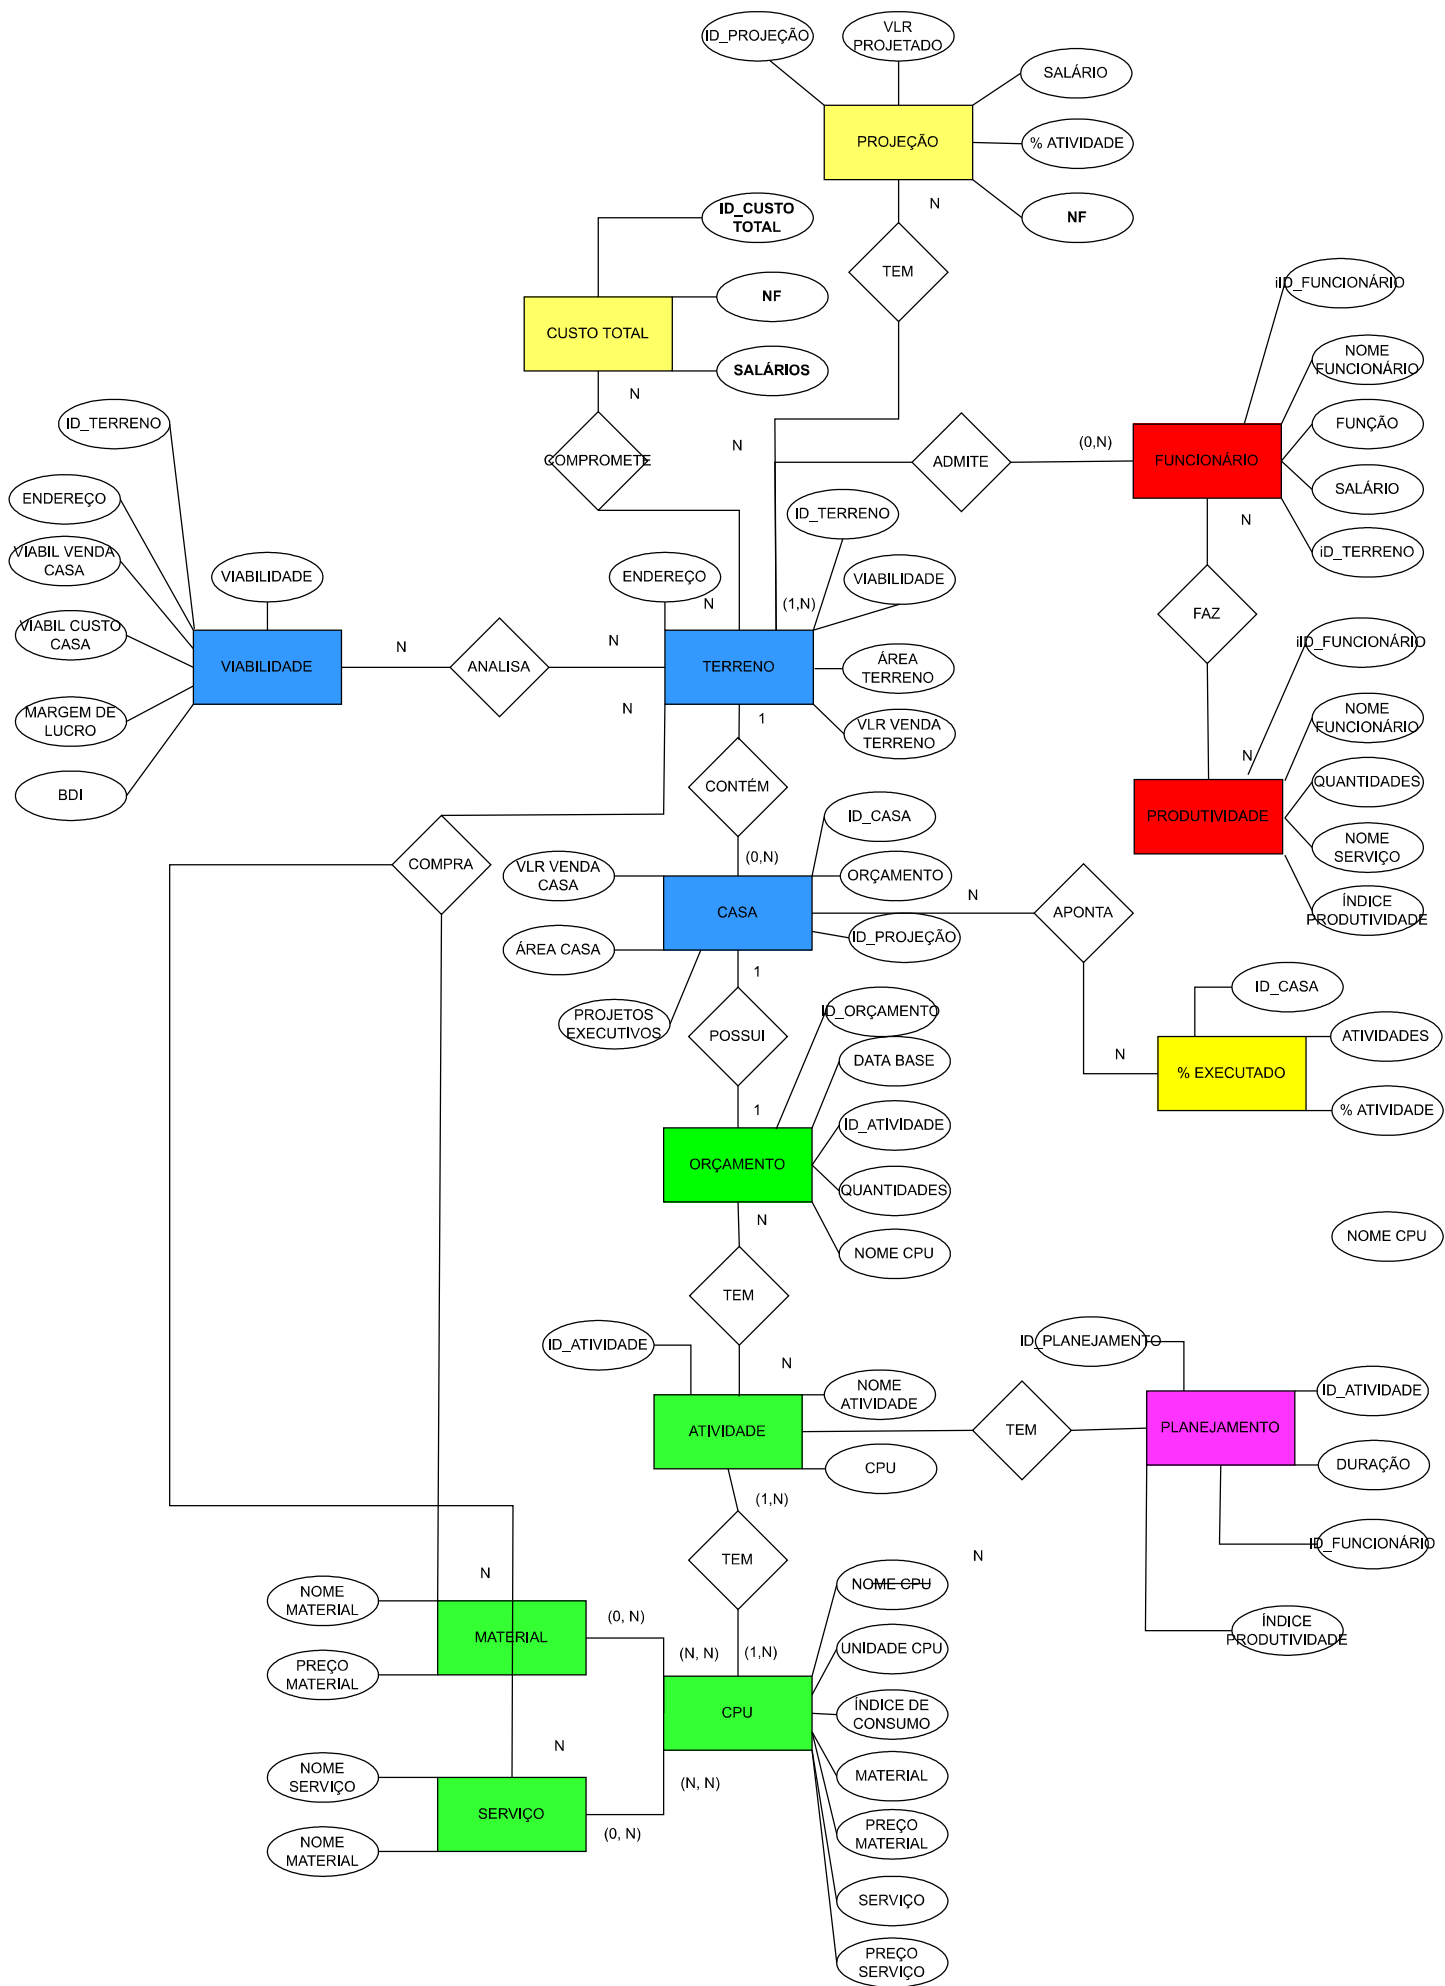 ID_PROJEÇÃO
VLR
PROJETADO
SALÁRIO
PROJEÇÃO
% ATIVIDADE
NF
N
ID_CUSTO
TOTAL
TEM
NF
CUSTO TOTAL
SALÁRIOS
N
iID_FUNCIONÁRIO
NOME
FUNCIONÁRIO
FUNÇÃO
FUNCIONÁRIO
SALÁRIO
iD_TERRENO
N
ID_TERRENO
COMPROMETE
N
ADMITE
(0,N)
ENDEREÇO
VIABIL VENDA
CASA
VIABILIDADE
VIABIL CUSTO
CASA
VIABILIDADE
MARGEM DE
LUCRO
BDI
N
ANALISA
N
ENDEREÇO
N
(1,N)
ID_TERRENO
VIABILIDADE
TERRENO
ÁREA
TERRENO
VLR VENDA
TERRENO
N
1
FAZ
iID_FUNCIONÁRIO
NOME
FUNCIONÁRIO
N
QUANTIDADES
PRODUTIVIDADE
NOME
SERVIÇO
ÍNDICE
PRODUTIVIDADE
CONTÉM
COMPRA
(0,N)
ID_CASA
VLR VENDA
CASA
ORÇAMENTO
CASA
N
APONTA
ID_PROJEÇÃO
ÁREA CASA
1
PROJETOS
EXECUTIVOS
POSSUI
ID_ORÇAMENTO
ID_CASA
DATA BASE
ATIVIDADES
N
% EXECUTADO
% ATIVIDADE
1
ID_ATIVIDADE
ORÇAMENTO
QUANTIDADES
N
NOME CPU
NOME CPU
TEM
ID_ATIVIDADE
N
NOME
ATIVIDADE
ID_PLANEJAMENTO
ID_ATIVIDADE
ATIVIDADE
TEM
PLANEJAMENTO
CPU
DURAÇÃO
(1,N)
ID_FUNCIONÁRIO
TEM
N
N
NOME CPU
NOME
MATERIAL
(0, N)
MATERIAL
(N, N)
(1,N)
UNIDADE CPU
ÍNDICE
PRODUTIVIDADE
PREÇO
MATERIAL
CPU
ÍNDICE DE
CONSUMO
N
NOME
SERVIÇO
(N, N)
MATERIAL
SERVIÇO
(0, N)
PREÇO
MATERIAL
NOME
MATERIAL
SERVIÇO
PREÇO
SERVIÇO